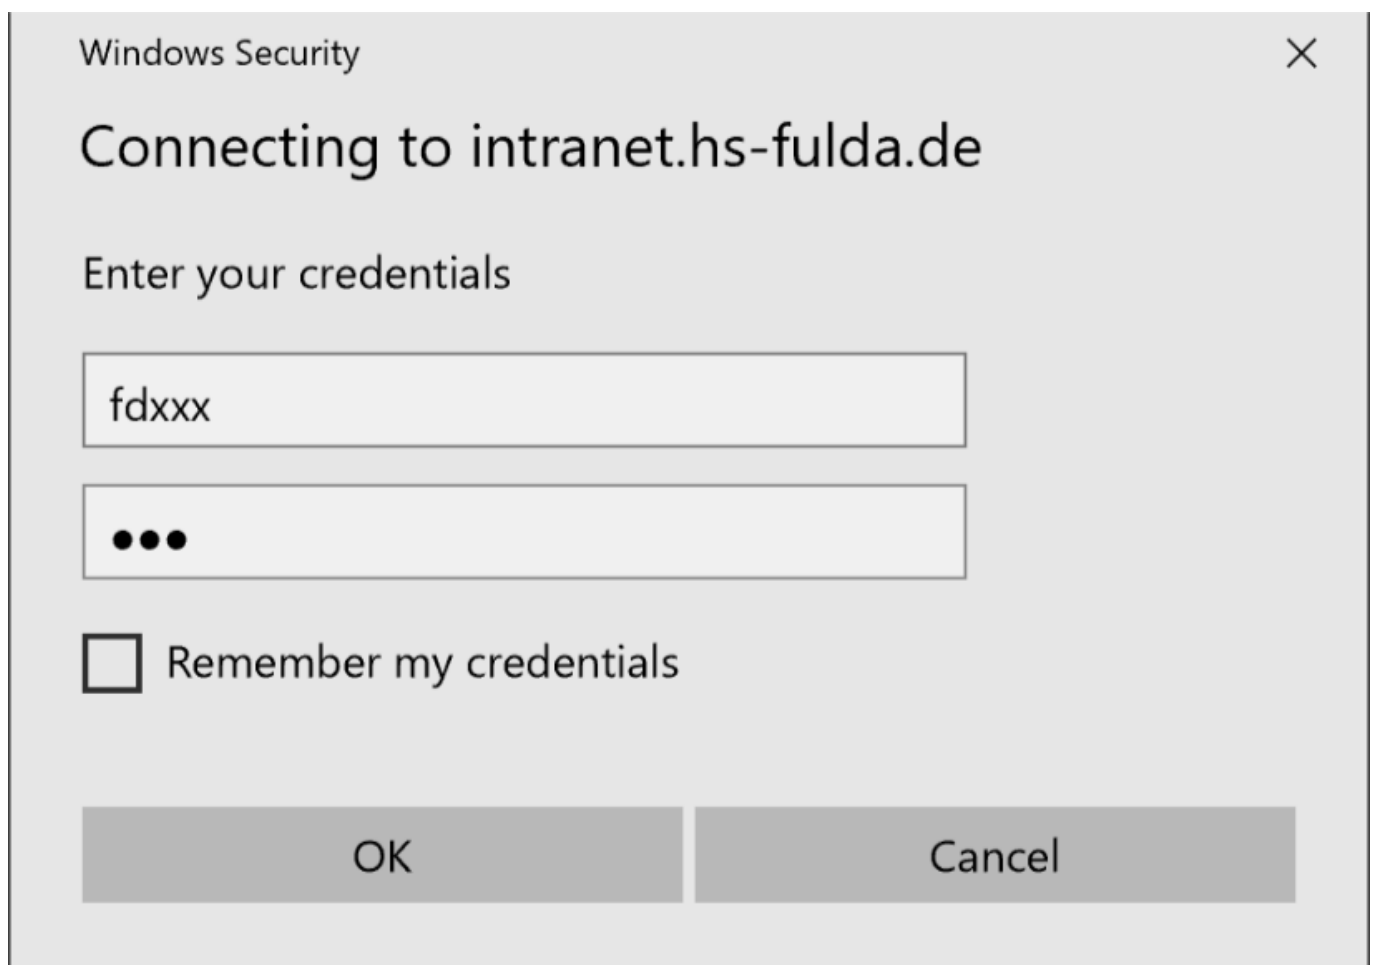 Windows Security
Connecting to intranet.hs-fulda.de
Enter your credentials
fdxxx
●●●
Remember my credentials
OK
Cancel